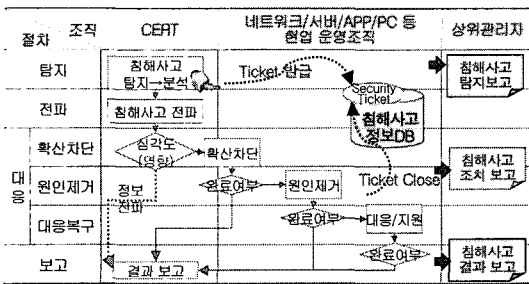 절차
조직
CERT
네트워크/서버/APP/PC 등
현업 운영조직
상위관리자
탐지
침해사고
탐지→분석
Ticket 발급
침해사고
탐지보고
전파
침해사고 전파
Security
Ticket
침해사고
정보DB
대응
확산차단
심각도
(영향)
확산차단
원인제거
정보
전파
완료여부
원인제거
Ticket Close
침해사고
조치 보고
대응복구
완료여부
대응/지원
보고
결과 보고
완료여부
침해사고
결과 보고